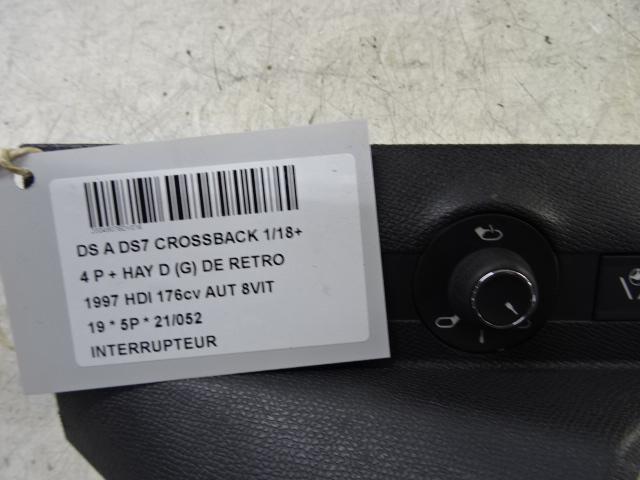 DS A DS7 CROSSBACK 1/18+
4 P + HAY D (G) DE RETRO
1997 HDI 176cv AUT 8VIT
19 * 5P * 21/052
INTERRUPTEUR